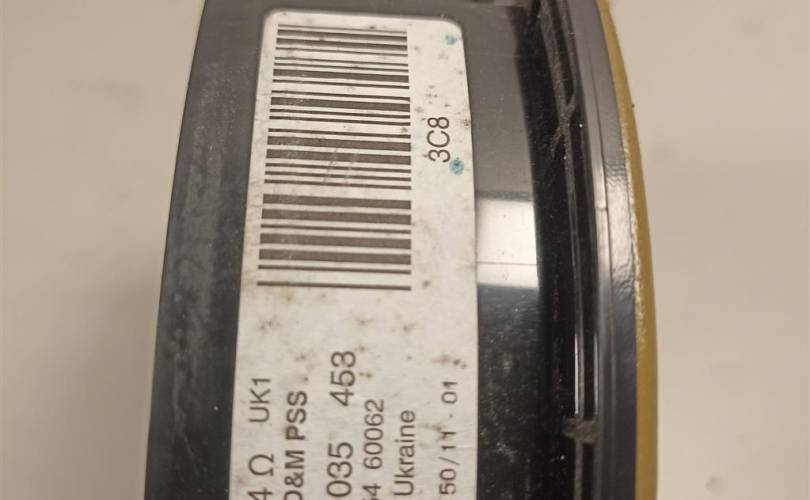 3C8
4 Ω UK1
D&M PSS
035 453
64 60062
Ukraine
50/11 - 01